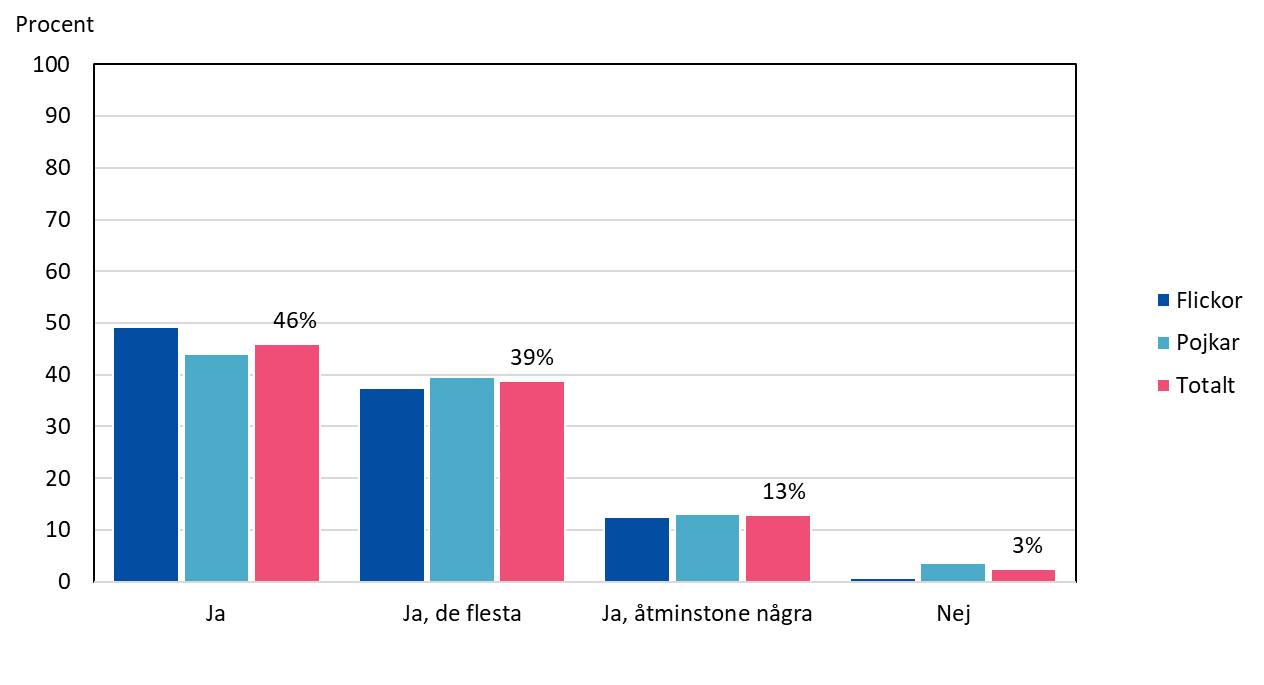 Procent
100
90
80
70
60
50
40
30
20
10
0
46%
39%
13%
3%
Ja
Ja, de flesta
Ja, åtminstone några
Nej
Flickor
Pojkar
Totalt